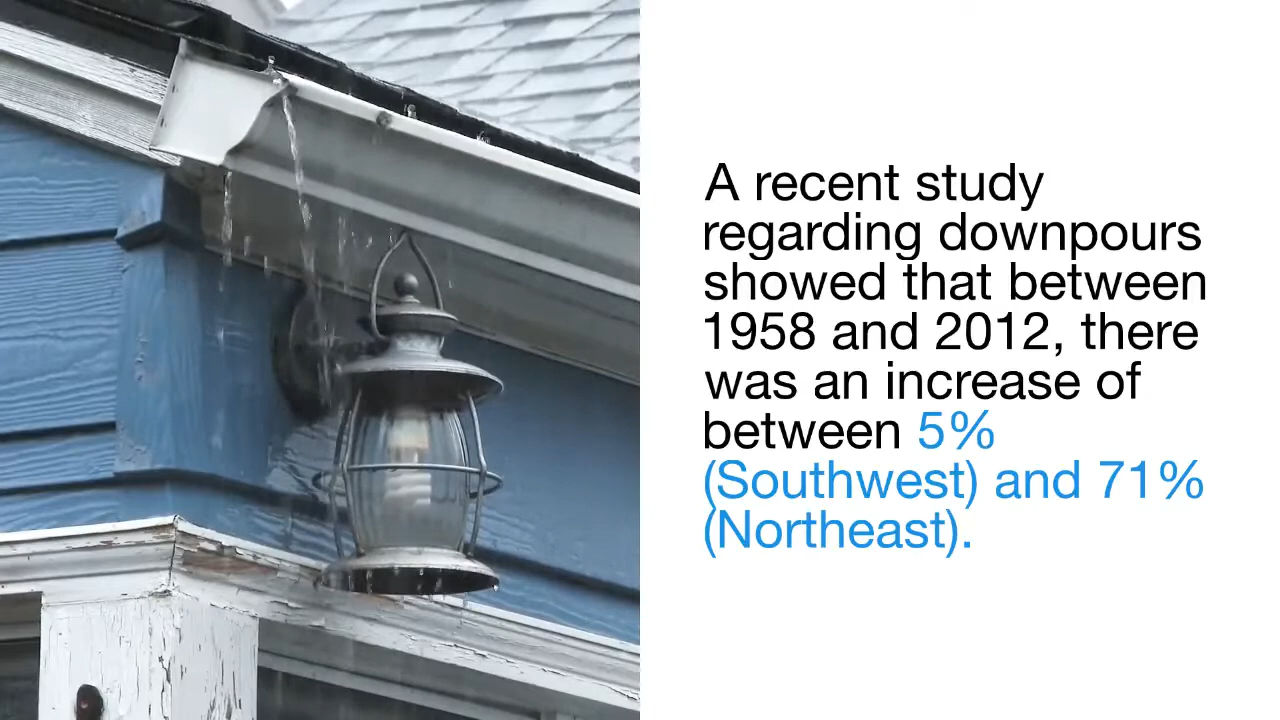 A recent study
regarding downpours
showed that between
1958 and 2012, there
was an increase of
between 5%
(Southwest) and 71%
(Northeast).